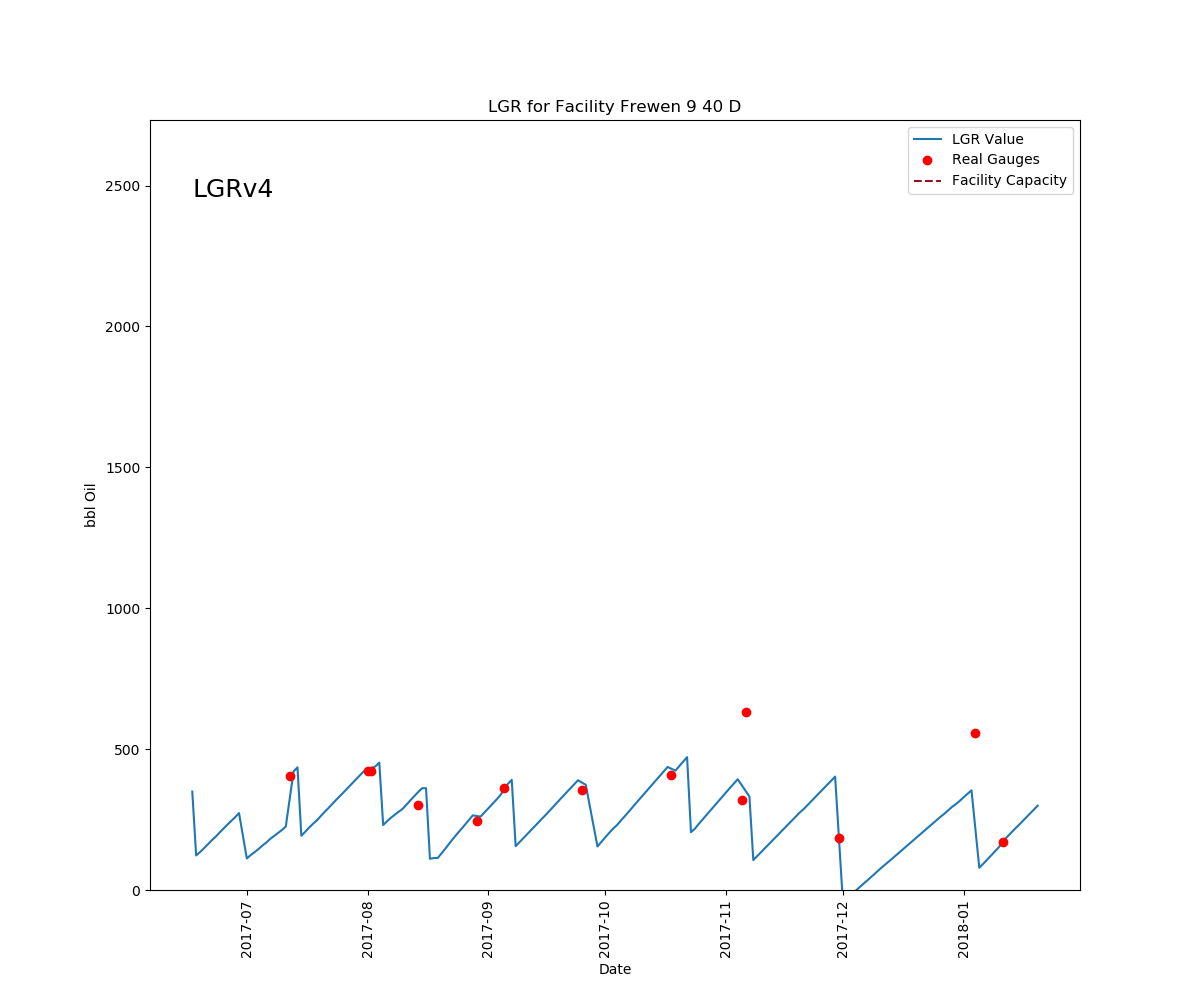 LGR for Facility Frewen 9 40 D
LGRv4
LGR Value
Real Gauges
Facility Capacity
2500
2000
1500
1000
500
0
bbl Oil
2017-07
2017-08
2017-09
2017-10
2017-11
2017-12
2018-01
Date